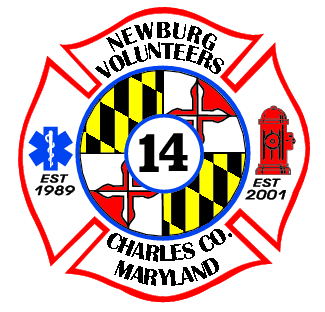 NEWBURG
VOLUNTEERS
14
EST
1989
EST
2001
CHARLES CO.
MARYLAND